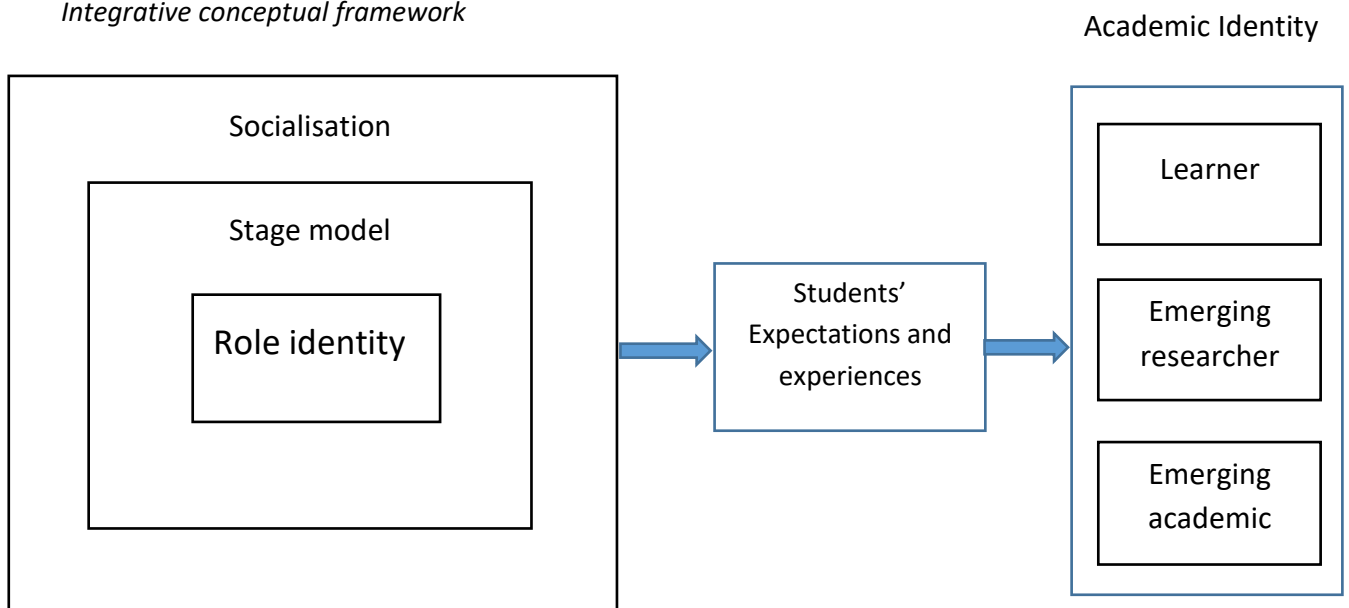 Integrative conceptual framework
Academic Identity
Socialisation
Stage model
Role identity
Students’
Expectations and
experiences
Learner
Emerging
researcher
Emerging
academic